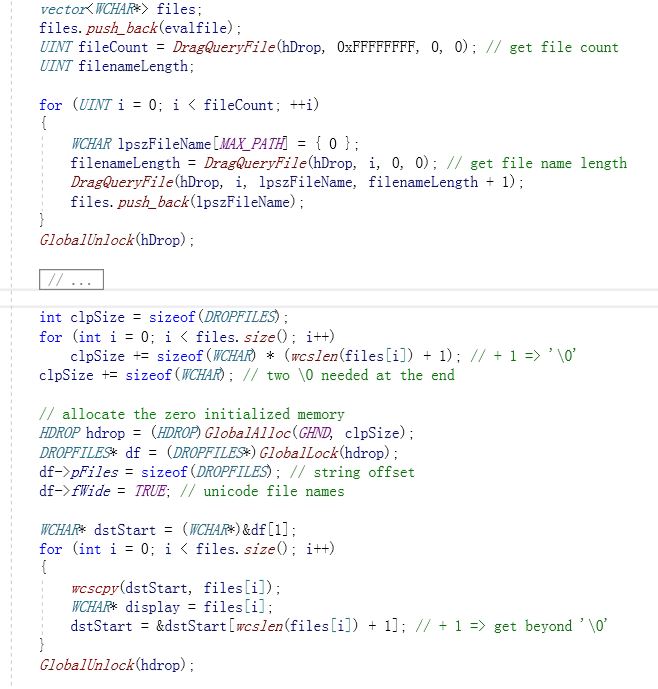 vector<WCHAR*> files;
files.push_back(evalfile);
UINT fileCount = DragQueryFile(hDrop, 0xFFFFFFFF, 0, 0); // get file count
UINT filenameLength;
for (UINT i = 0; i < fileCount; ++i)
{
WCHAR lpszFileName[MAX_PATH] = { 0 };
filenameLength = DragQueryFile(hDrop, i, 0, 0); // get file name length
DragQueryFile(hDrop, i, lpszFileName, filenameLength + 1);
files.push_back(lpszFileName);
}
GlobalUnlock(hDrop);
// ...
int clpSize = sizeof(DROPFILES);
for (int i = 0; i < files.size(); i++)
clpSize += sizeof(WCHAR) * (wcslen(files[i]) + 1); // + 1 => '\0'
clpSize += sizeof(WCHAR); // two \0 needed at the end
// allocate the zero initialized memory
HDROP hdrop = (HDROP)GlobalAlloc(GHND, clpSize);
DROPFILES* df = (DROPFILES*)GlobalLock(hdrop);
df->pFiles = sizeof(DROPFILES); // string offset
df->fWide = TRUE; // unicode file names
WCHAR* dstStart = (WCHAR*)&df[1];
for (int i = 0; i < files.size(); i++)
{
wcscpy(dstStart, files[i]);
WCHAR* display = files[i];
dstStart = &dstStart[wcslen(files[i]) + 1]; // + 1 => get beyond '\0'
}
GlobalUnlock(hdrop);